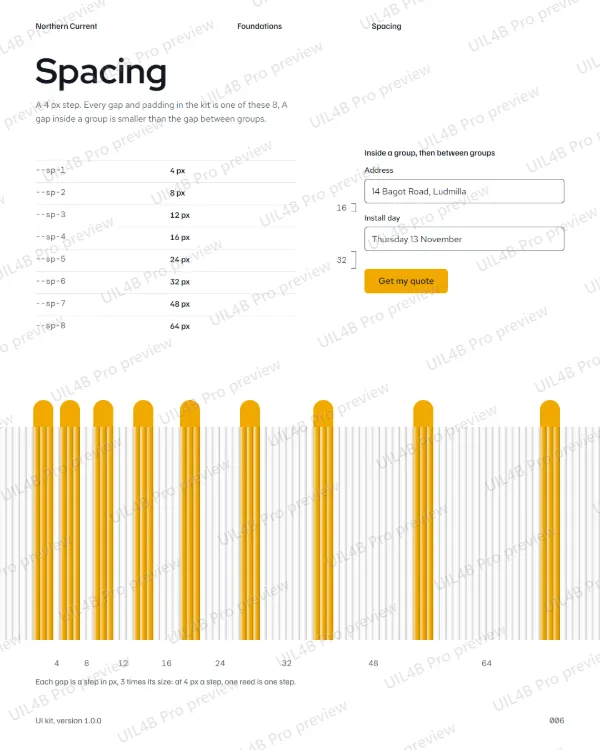 Northern Current
Foundations
Spacing
Spacing
A 4 px step. Every gap and padding in the kit is one of these 8. A
gap inside a group is smaller than the gap between groups.
--sp-1 4 px
--sp-2 8 px
--sp-3 12 px
--sp-4 16 px
--sp-5 24 px
--sp-6 32 px
--sp-7 48 px
--sp-8 64 px
Inside a group, then between groups
Address
14 Bagot Road, Ludmilla
16
Install day
Thursday 13 November
32
Get my quote
4 8 12 16 24 32 48 64
Each gap is a step in px, 3 times its size: at 4 px a step, one reed is one step.
UI kit, version 1.0.0
006
UIL4B Pro preview